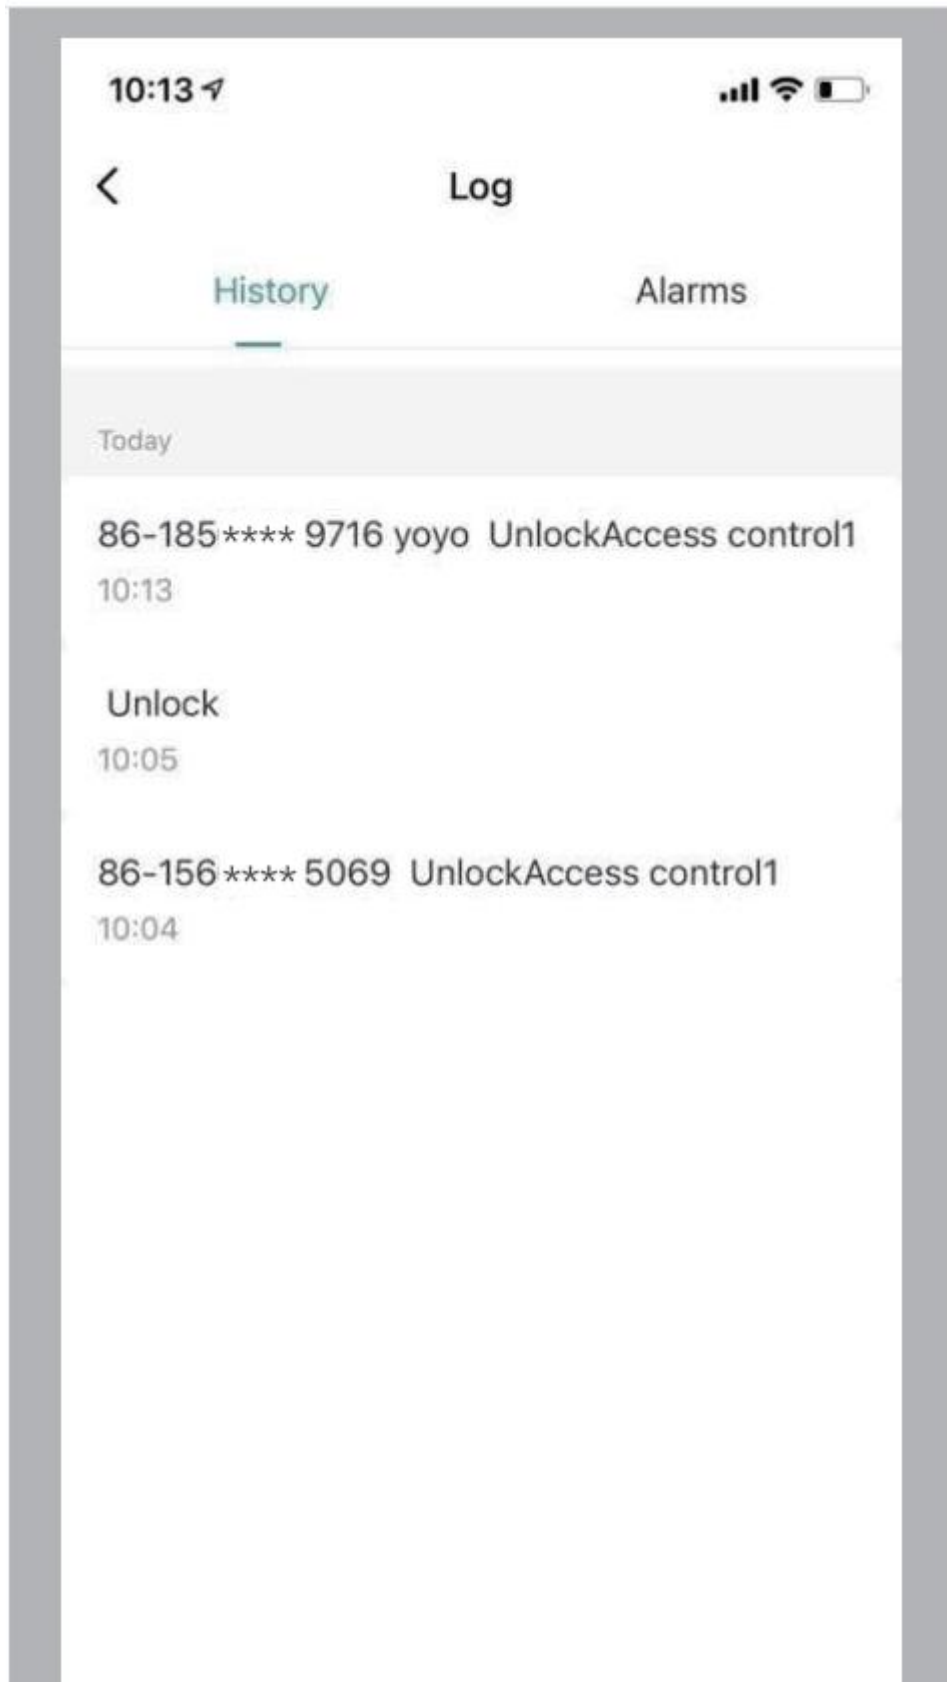 10:13
Log
History Alarms
Today
86-185**** 9716 yoyo UnlockAccess control1
10:13
Unlock
10:05
86-156**** 5069 UnlockAccess control1
10:04